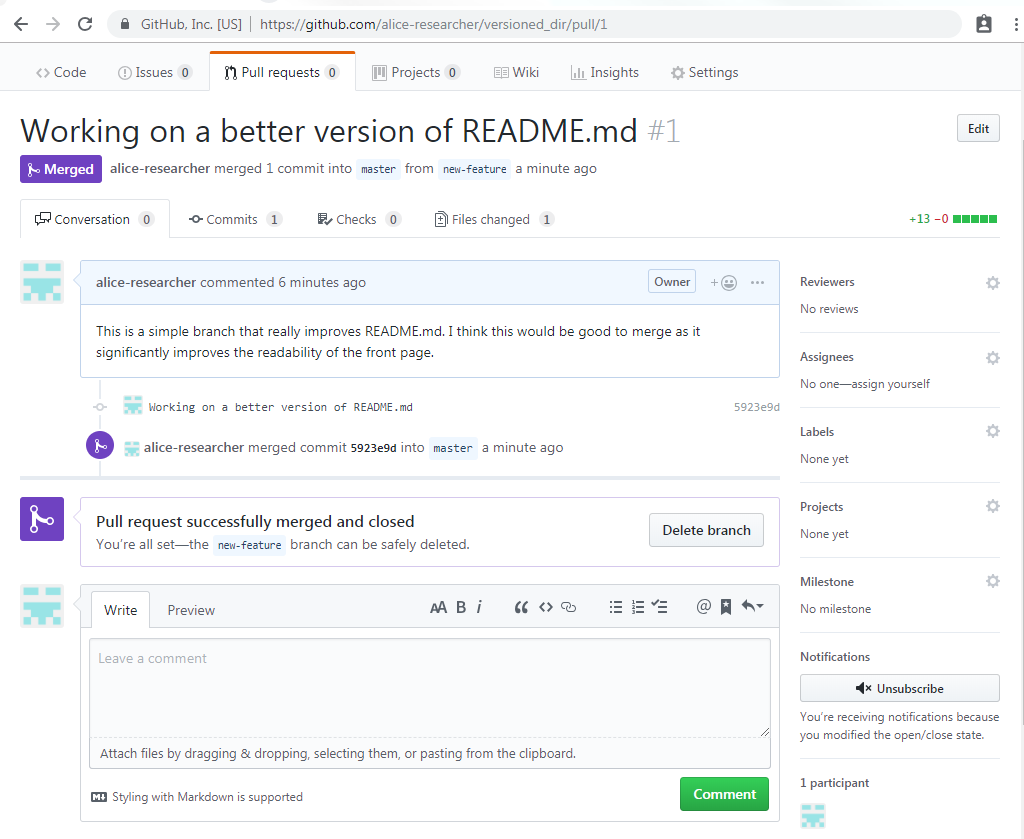 GitHub, Inc. [US] | https://github.com/alice-researcher/versioned_dir/pull/1
Code Issues 0 Pull requests 0 Projects 0 Wiki Insights Settings
Working on a better version of README.md #1
Edit
Merged alice-researcher merged 1 commit into master from new-feature a minute ago
Conversation 0 Commits 1 Checks 0 Files changed 1 +13 −0
alice-researcher commented 6 minutes ago Owner
This is a simple branch that really improves README.md. I think this would be good to merge as it
significantly improves the readability of the front page.
Working on a better version of README.md 5923e9d
alice-researcher merged commit 5923e9d into master a minute ago
Pull request successfully merged and closed
You're all set—the new-feature branch can be safely deleted.
Delete branch
Write Preview AA B i
Leave a comment
Attach files by dragging & dropping, selecting them, or pasting from the clipboard.
Styling with Markdown is supported
Comment
Reviewers
No reviews
Assignees
No one—assign yourself
Labels
None yet
Projects
None yet
Milestone
No milestone
Notifications
Unsubscribe
You're receiving notifications because
you modified the open/close state.
1 participant